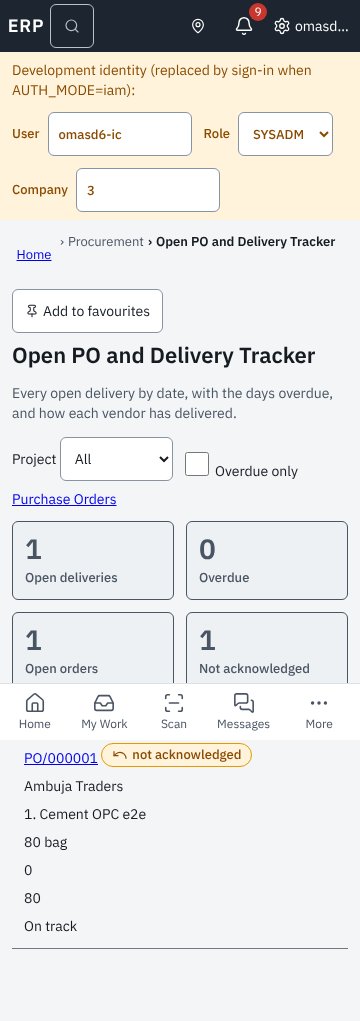 ERP
9
omasd...
Development identity (replaced by sign-in when
AUTH_MODE=iam):
User omasd6-ic Role SYSADM
Company 3
Home › Procurement › Open PO and Delivery Tracker
Add to favourites
Open PO and Delivery Tracker
Every open delivery by date, with the days overdue,
and how each vendor has delivered.
Project All Overdue only
Purchase Orders
1 0
Open deliveries Overdue
1 1
Open orders Not acknowledged
Home My Work Scan Messages More
PO/000001 not acknowledged
Ambuja Traders
1. Cement OPC e2e
80 bag
0
80
On track